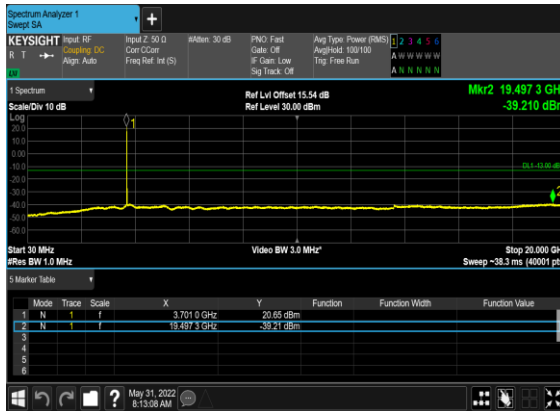 Spectrum Analyzer 1
Swept SA
+
KEYSIGHT Input: RF Input Z: 50 Ω #Atten: 30 dB PNO: Fast Avg Type: Power (RMS) 1 2 3 4 5 6
R T Coupling: DC Corr CCorr Gate: Off Avg|Hold: 100/100 A W W W W W
Align: Auto Freq Ref: Int (S) IF Gain: Low Trig: Free Run
Sig Track: Off A N N N N N
1 Spectrum
Ref Lvl Offset 15.54 dB Mkr2 19.497 3 GH
Scale/Div 10 dB Ref Level 30.00 dBm -39.210 dBr
Log
1
20.0
10.0
0.00
-10.0
DL1 -13.00 dB
-20.0
-30.0
2
-40.0
-50.0
-60.0
Start 30 MHz Video BW 3.0 MHz* Stop 20.000 GH
#Res BW 1.0 MHz Sweep ~38.3 ms (40001 pt
5 Marker Table
Mode Trace Scale X Y Function Function Width Function Value
1 N 1 f 3.701 0 GHz 20.65 dBm
2 N 1 f 19.497 3 GHz -39.21 dBm
3
4
5
6
? May 31, 2022
8:13:08 AM